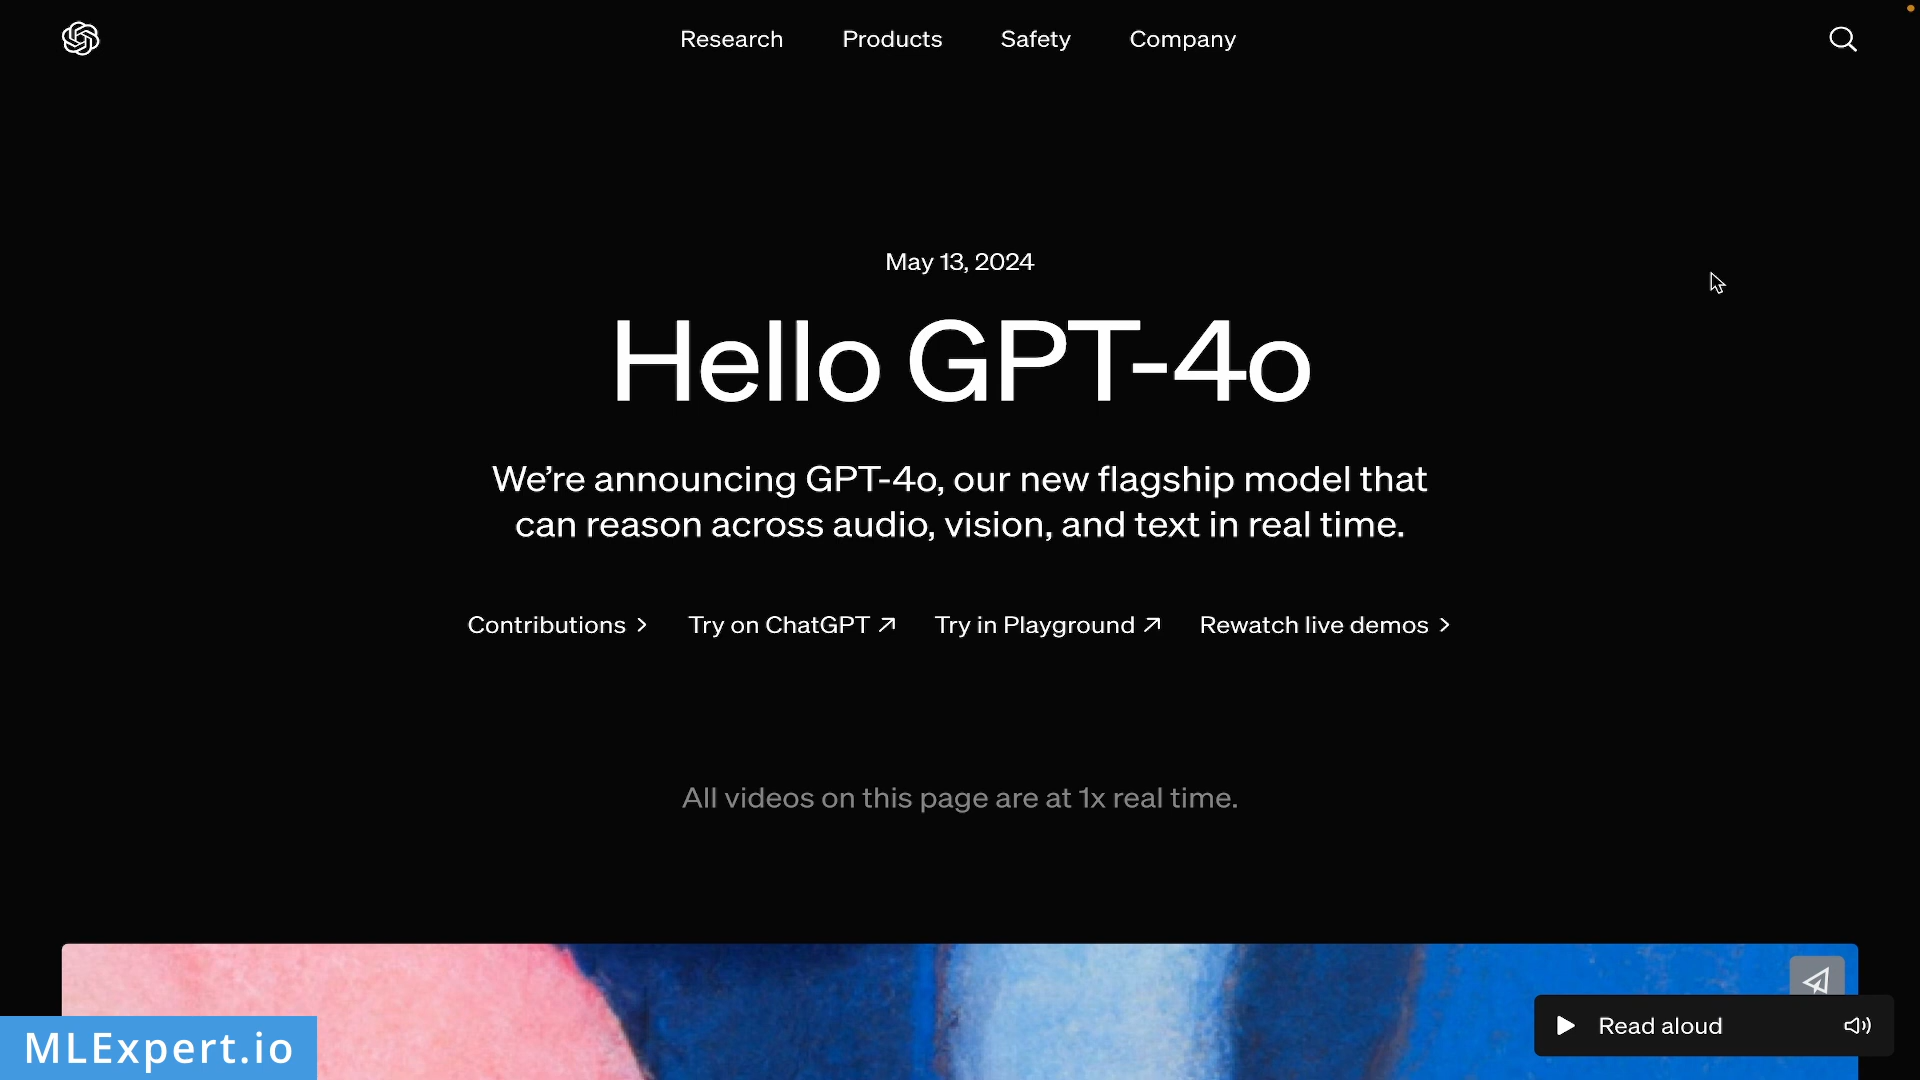 Research Products Safety Company
May 13, 2024
Hello GPT-4o
We’re announcing GPT-4o, our new flagship model that
can reason across audio, vision, and text in real time.
Contributions Try on ChatGPT Try in Playground Rewatch live demos
All videos on this page are at 1x real time.
Read aloud
MLExpert.io